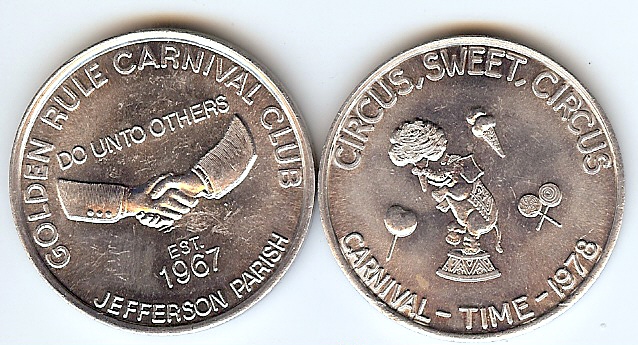 GOLDEN RULE CARNIVAL CLUB
DO UNTO OTHERS
EST.
1967
JEFFERSON PARISH
CIRCUS, SWEET, CIRCUS
CARNIVAL - TIME - 1978